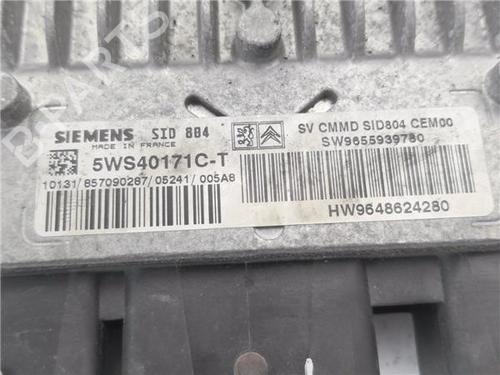 SIEMENS SID 804
MADE IN FRANCE
5WS40171C-T
10131/857090267/05241/005A8
SV CMMD SID804 CEM00
SW9655939780
HW9648624280